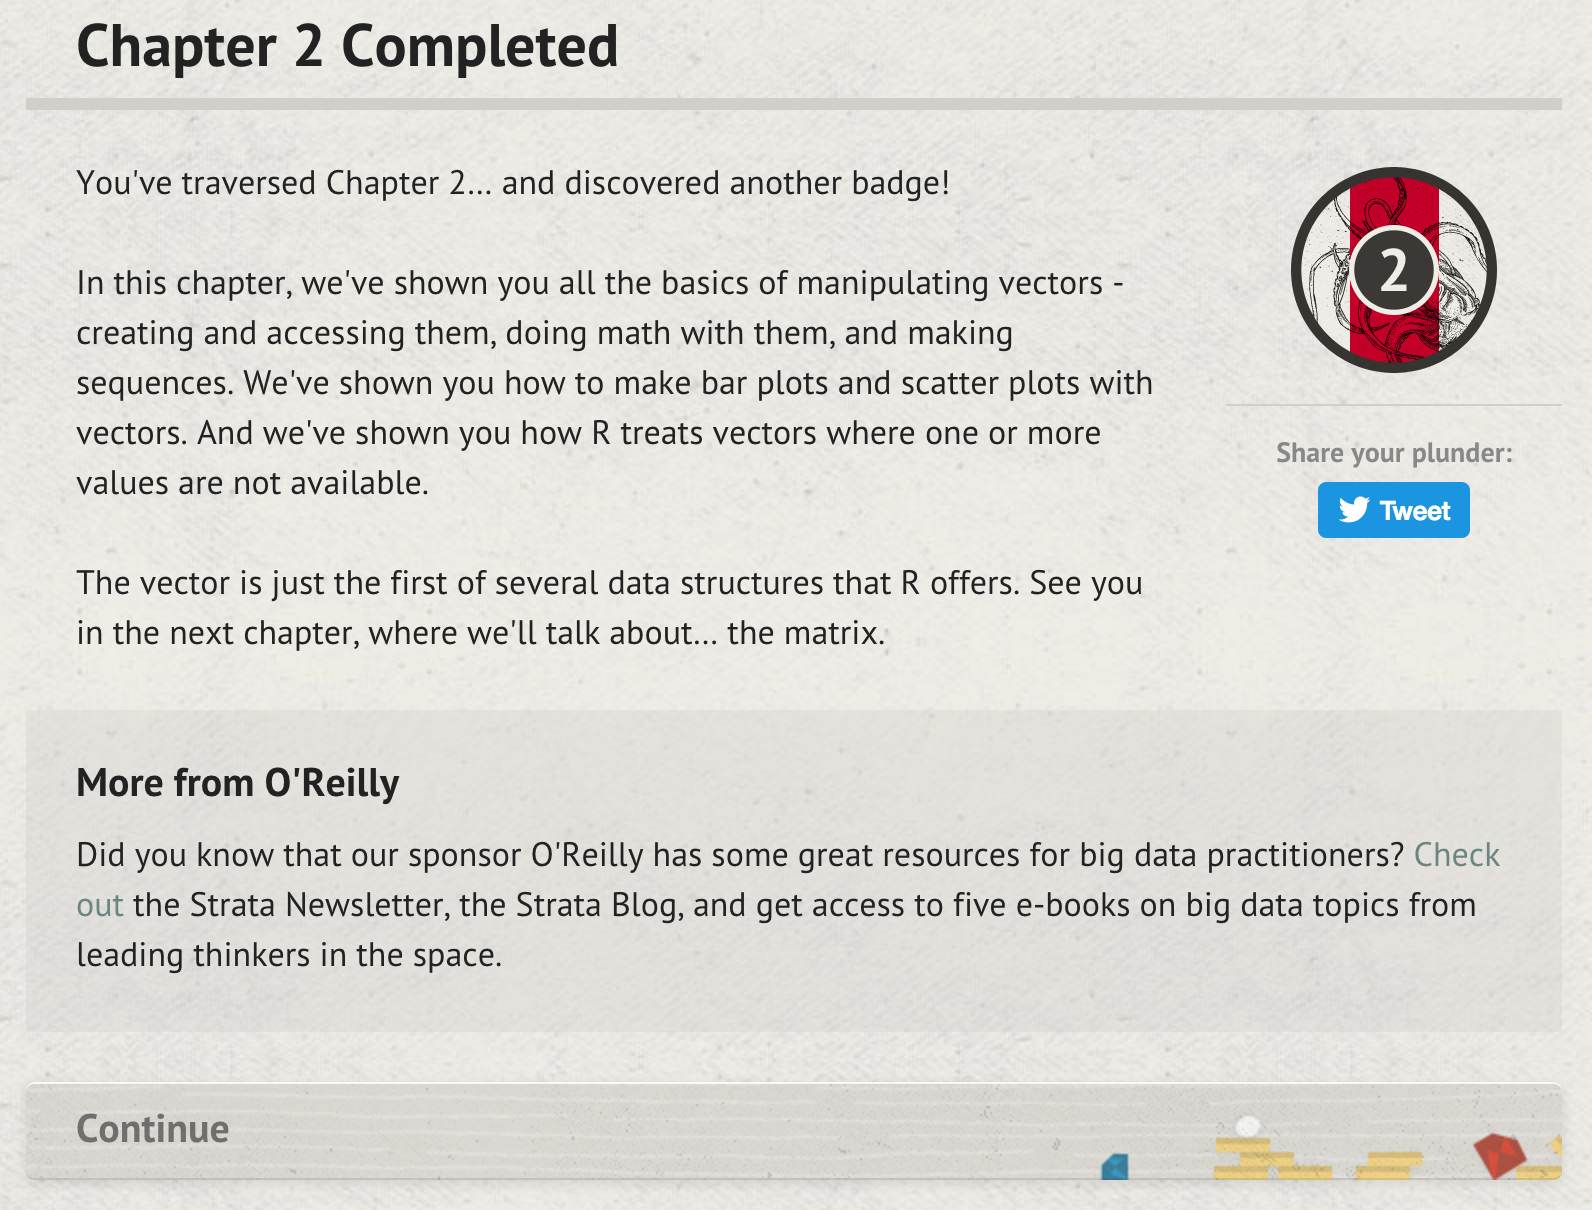 Chapter 2 Completed
You've traversed Chapter 2... and discovered another badge!
In this chapter, we've shown you all the basics of manipulating vectors -
creating and accessing them, doing math with them, and making
sequences. We've shown you how to make bar plots and scatter plots with
vectors. And we've shown you how R treats vectors where one or more
values are not available.
The vector is just the first of several data structures that R offers. See you
in the next chapter, where we'll talk about... the matrix.
2
Share your plunder:
Tweet
More from O'Reilly
Did you know that our sponsor O'Reilly has some great resources for big data practitioners? Check
out the Strata Newsletter, the Strata Blog, and get access to five e-books on big data topics from
leading thinkers in the space.
Continue